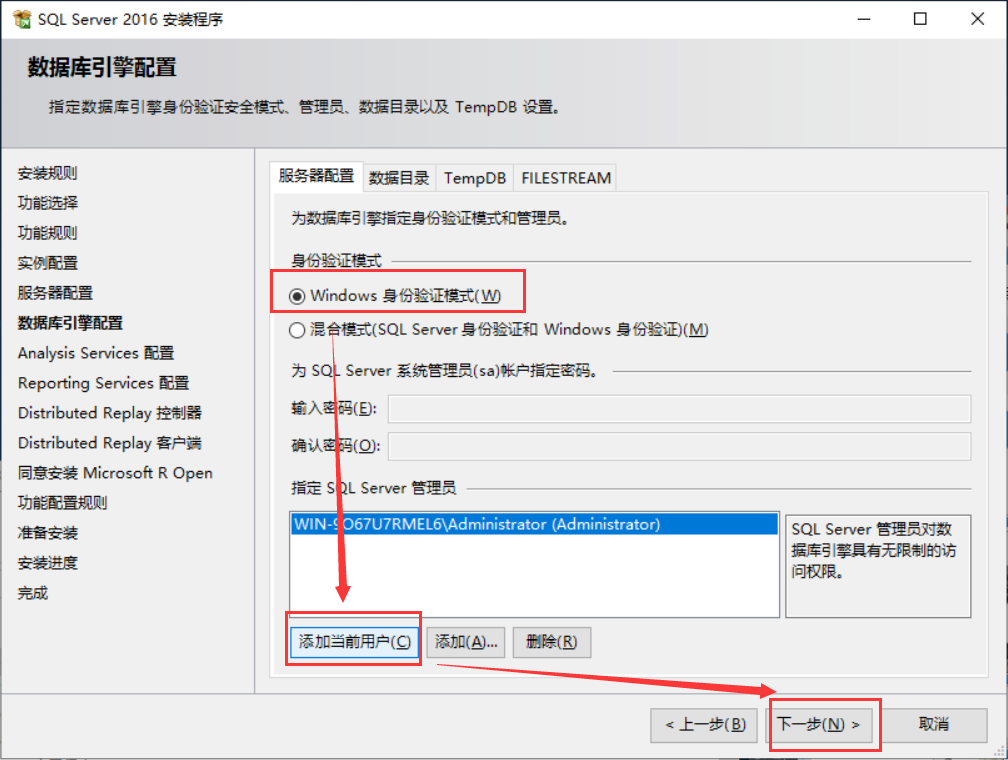 SQL Server 2016 安装程序
数据库引擎配置
指定数据库引擎身份验证安全模式、管理员、数据目录以及 TempDB 设置。
安装规则
功能选择
功能规则
实例配置
服务器配置
数据库引擎配置
Analysis Services 配置
Reporting Services 配置
Distributed Replay 控制器
Distributed Replay 客户端
同意安装 Microsoft R Open
功能配置规则
准备安装
安装进度
完成
服务器配置 数据目录 TempDB FILESTREAM
为数据库引擎指定身份验证模式和管理员。
身份验证模式
Windows 身份验证模式(W)
混合模式(SQL Server 身份验证和 Windows 身份验证)(M)
为 SQL Server 系统管理员(sa)帐户指定密码。
输入密码(E):
确认密码(O):
指定 SQL Server 管理员
WIN-9O67U7RMEL6\Administrator (Administrator)
SQL Server 管理员对数
据库引擎具有无限制的访
问权限。
添加当前用户(C) 添加(A)... 删除(R)
< 上一步(B) 下一步(N) > 取消